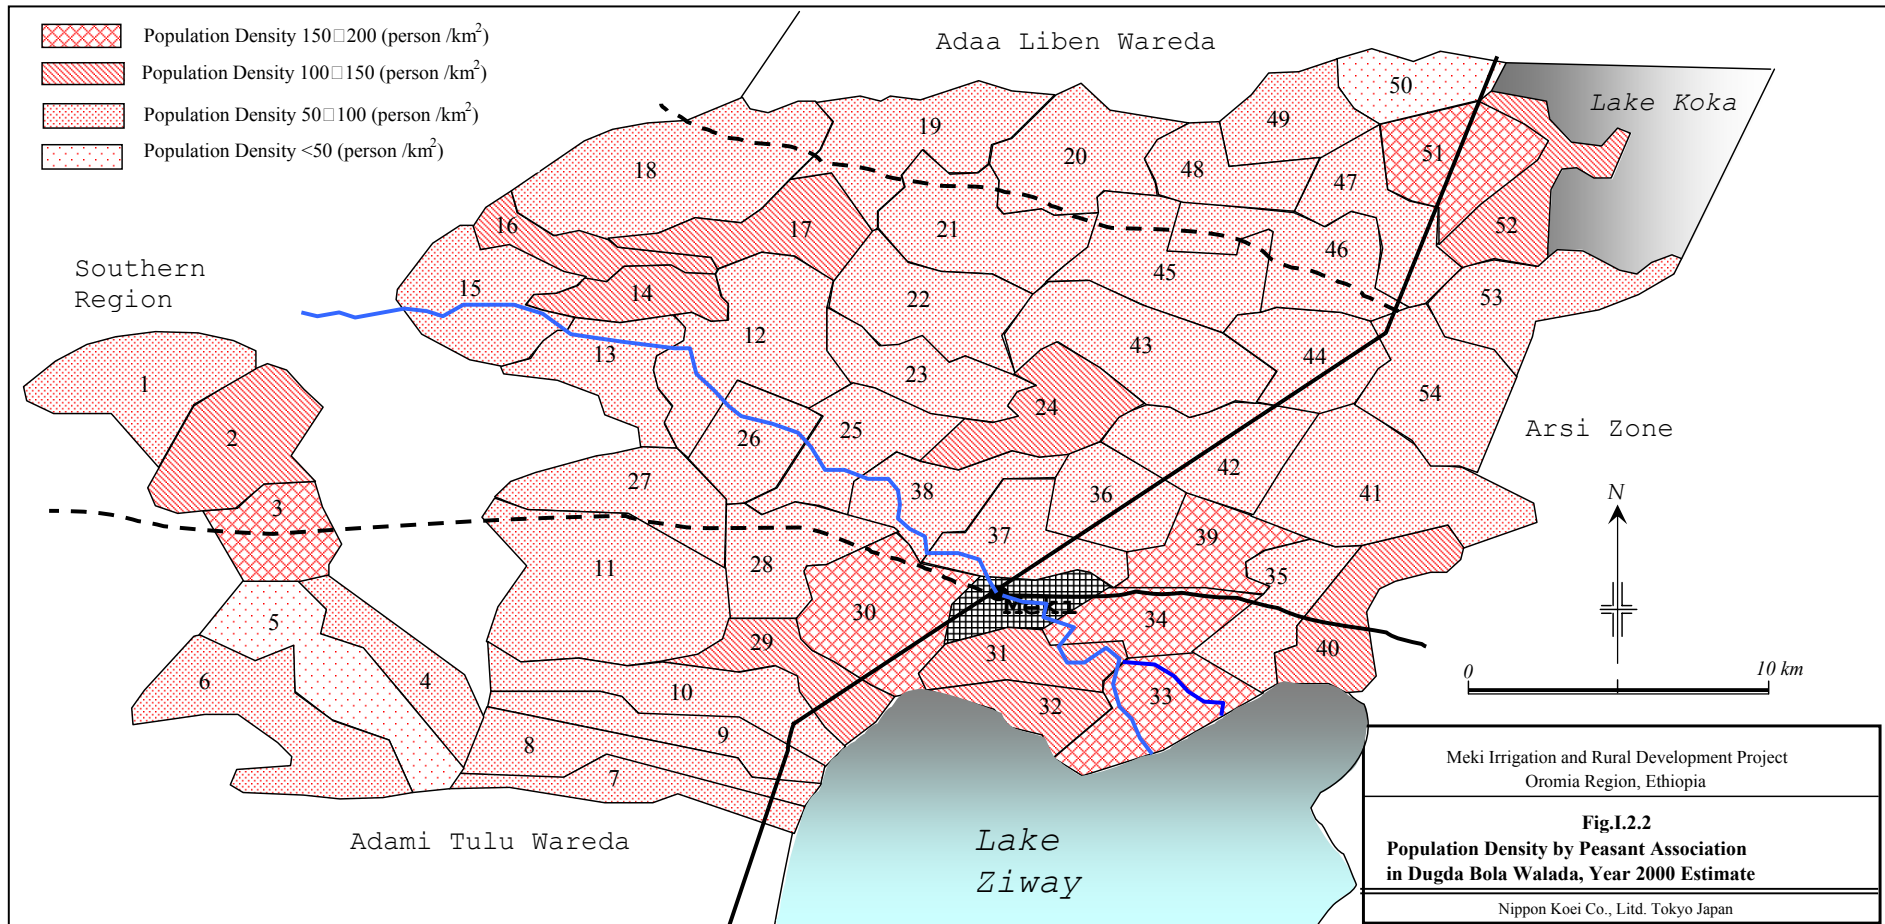 Population Density 150□200 (person /km²)
Population Density 100□150 (person /km²)
Population Density 50□100 (person /km²)
Population Density <50 (person /km²)
Adaa Liben Wareda
Lake Koka
Southern
Region
Arsi Zone
Adami Tulu Wareda
Lake
Ziway
Meki
1
2
3
4
5
6
7
8
9
10
11
12
13
14
15
16
17
18
19
20
21
22
23
24
25
26
27
28
29
30
31
32
33
34
35
36
37
38
39
40
41
42
43
44
45
46
47
48
49
50
51
52
53
54
N
0 10 km
Meki Irrigation and Rural Development Project
Oromia Region, Ethiopia
Fig.I.2.2
Population Density by Peasant Association
in Dugda Bola Walada, Year 2000 Estimate
Nippon Koei Co., Litd. Tokyo Japan